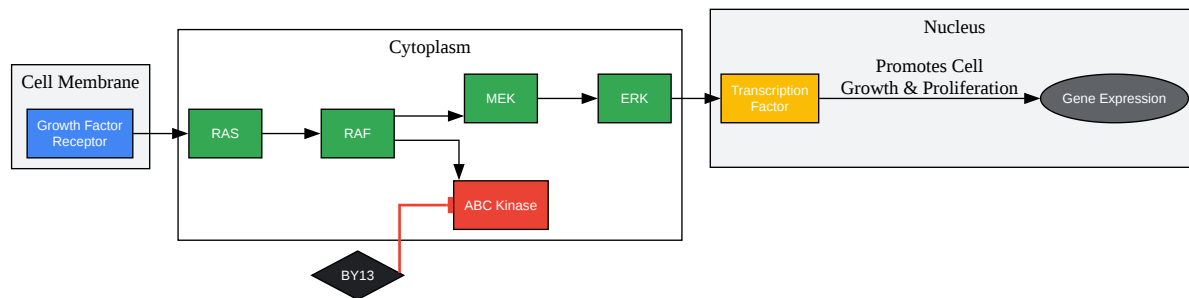 Cell Membrane
Growth Factor
Receptor
Cytoplasm
RAS
RAF
MEK
ERK
ABC Kinase
BY13
Nucleus
Transcription
Factor
Promotes Cell
Growth & Proliferation
Gene Expression